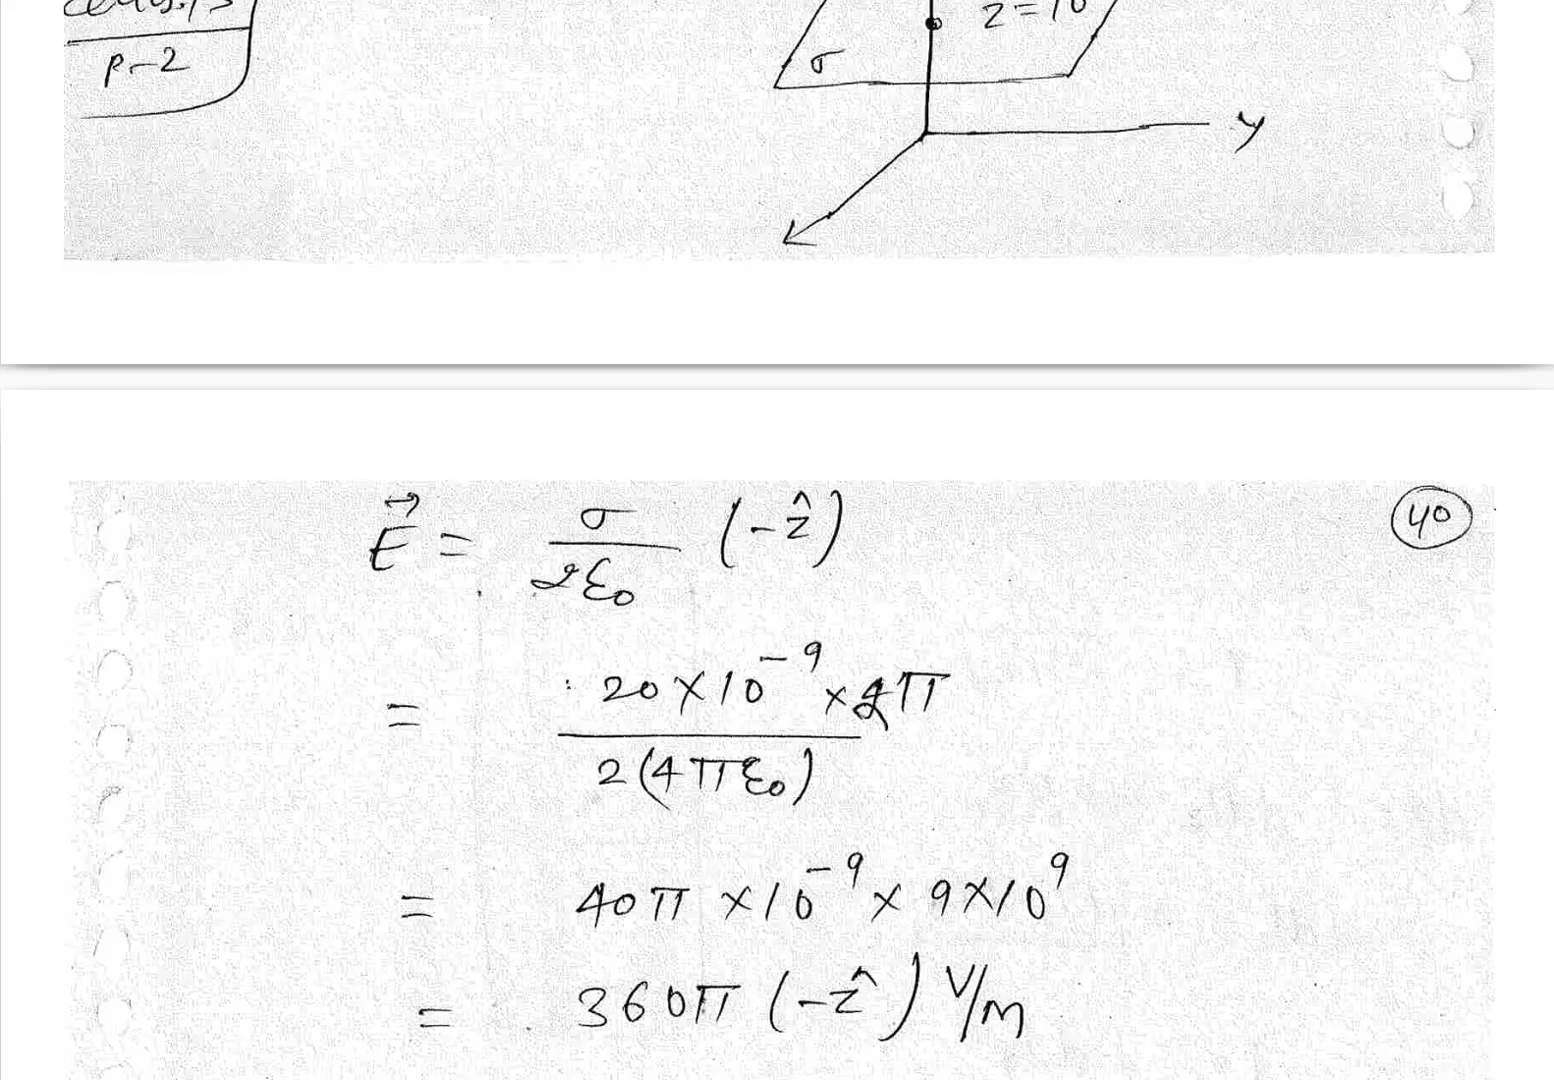 z=10
P-2
σ
y
40
E⃗ = σ/2ε₀ (-ẑ)
= 20×10⁻⁹×4π/2(4πε₀)
= 40π×10⁻⁹×9×10⁹
= 360π (-ẑ) V/m